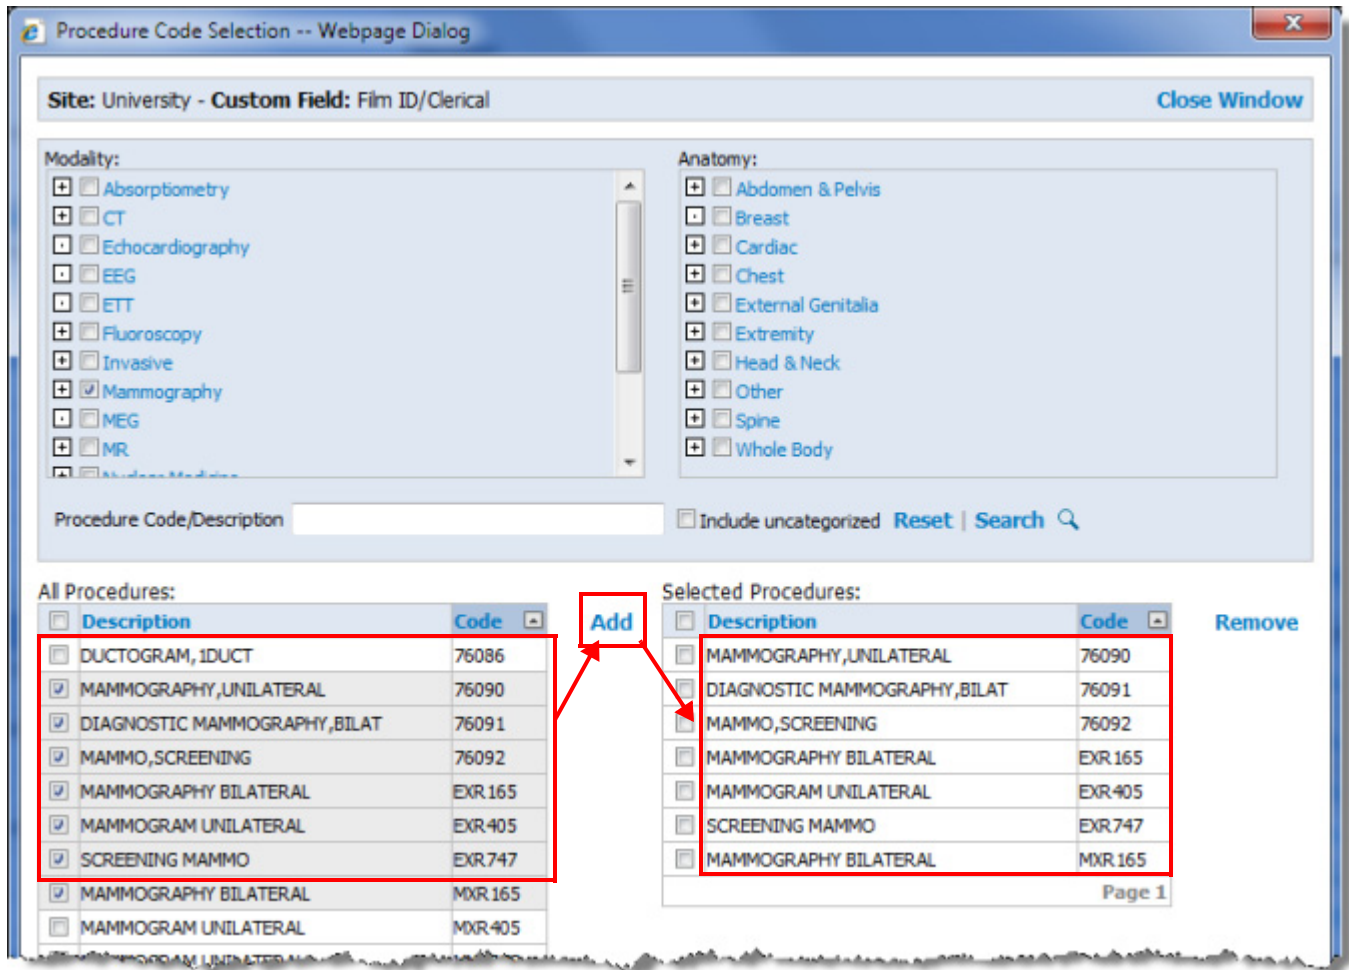 Procedure Code Selection -- Webpage Dialog
Site: University - Custom Field: Film ID/Clerical
Close Window
Modality:
Absorptiometry
CT
Echocardiography
EEG
ETT
Fluoroscopy
Invasive
Mammography
MEG
MR
Nuclear Medicine
Anatomy:
Abdomen & Pelvis
Breast
Cardiac
Chest
External Genitalia
Extremity
Head & Neck
Other
Spine
Whole Body
Procedure Code/Description
Include uncategorized Reset | Search
All Procedures:
Description Code
DUCTOGRAM, 1DUCT 76086
MAMMOGRAPHY,UNILATERAL 76090
DIAGNOSTIC MAMMOGRAPHY,BILAT 76091
MAMMO,SCREENING 76092
MAMMOGRAPHY BILATERAL EXR165
MAMMOGRAM UNILATERAL EXR405
SCREENING MAMMO EXR747
MAMMOGRAPHY BILATERAL MXR165
MAMMOGRAM UNILATERAL MXR405
Add
Selected Procedures:
Description Code
MAMMOGRAPHY,UNILATERAL 76090
DIAGNOSTIC MAMMOGRAPHY,BILAT 76091
MAMMO,SCREENING 76092
MAMMOGRAPHY BILATERAL EXR165
MAMMOGRAM UNILATERAL EXR405
SCREENING MAMMO EXR747
MAMMOGRAPHY BILATERAL MXR165
Page 1
Remove